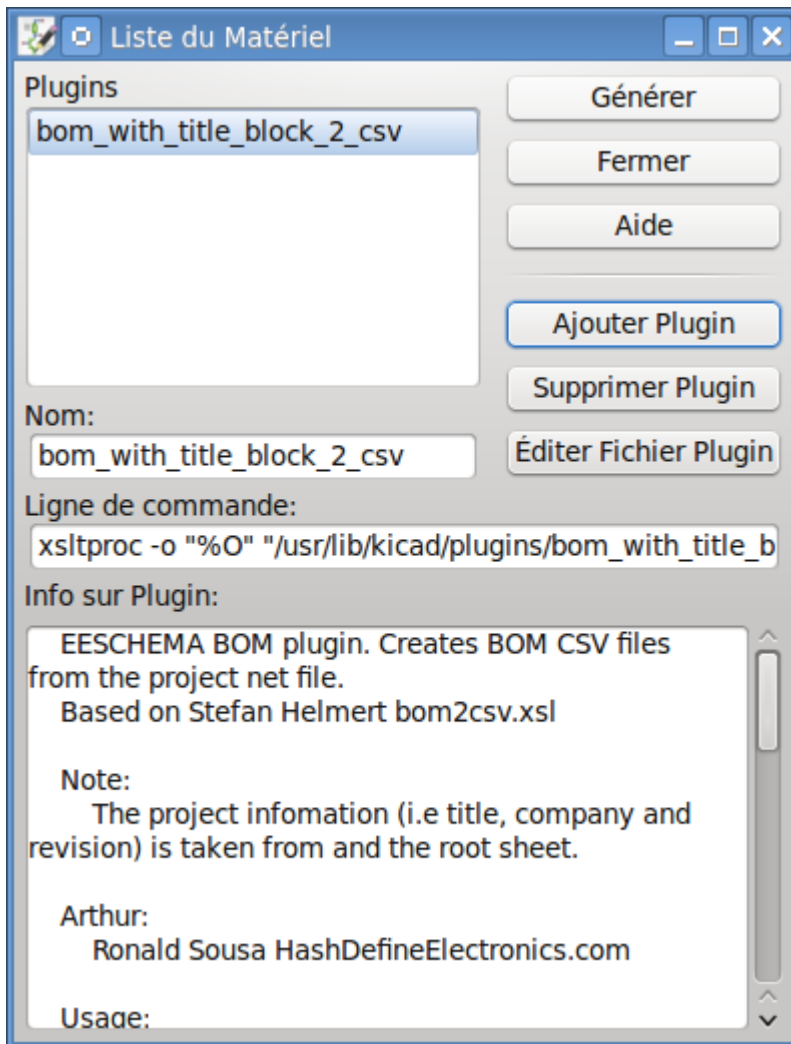 Liste du Matériel
Plugins
bom_with_title_block_2_csv
Générer
Fermer
Aide
Ajouter Plugin
Supprimer Plugin
Éditer Fichier Plugin
Nom:
bom_with_title_block_2_csv
Ligne de commande:
xsltproc -o "%O" "/usr/lib/kicad/plugins/bom_with_title_b
Info sur Plugin:
EESCHEMA BOM plugin. Creates BOM CSV files
from the project net file.
Based on Stefan Helmert bom2csv.xsl
Note:
The project infomation (i.e title, company and
revision) is taken from and the root sheet.
Arthur:
Ronald Sousa HashDefineElectronics.com
Usage: